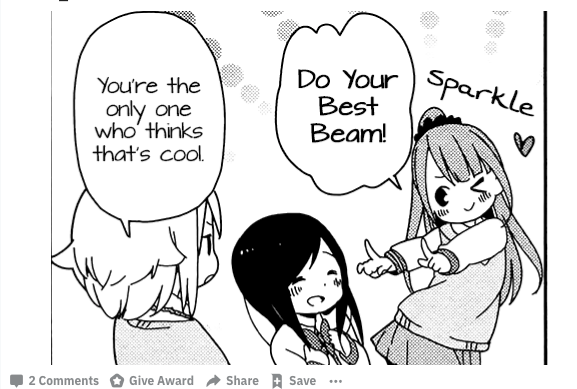 You're the
only one
who thinks
that's cool.
Do Your
Best
Beam!
Sparkle
2 Comments Give Award Share Save ...